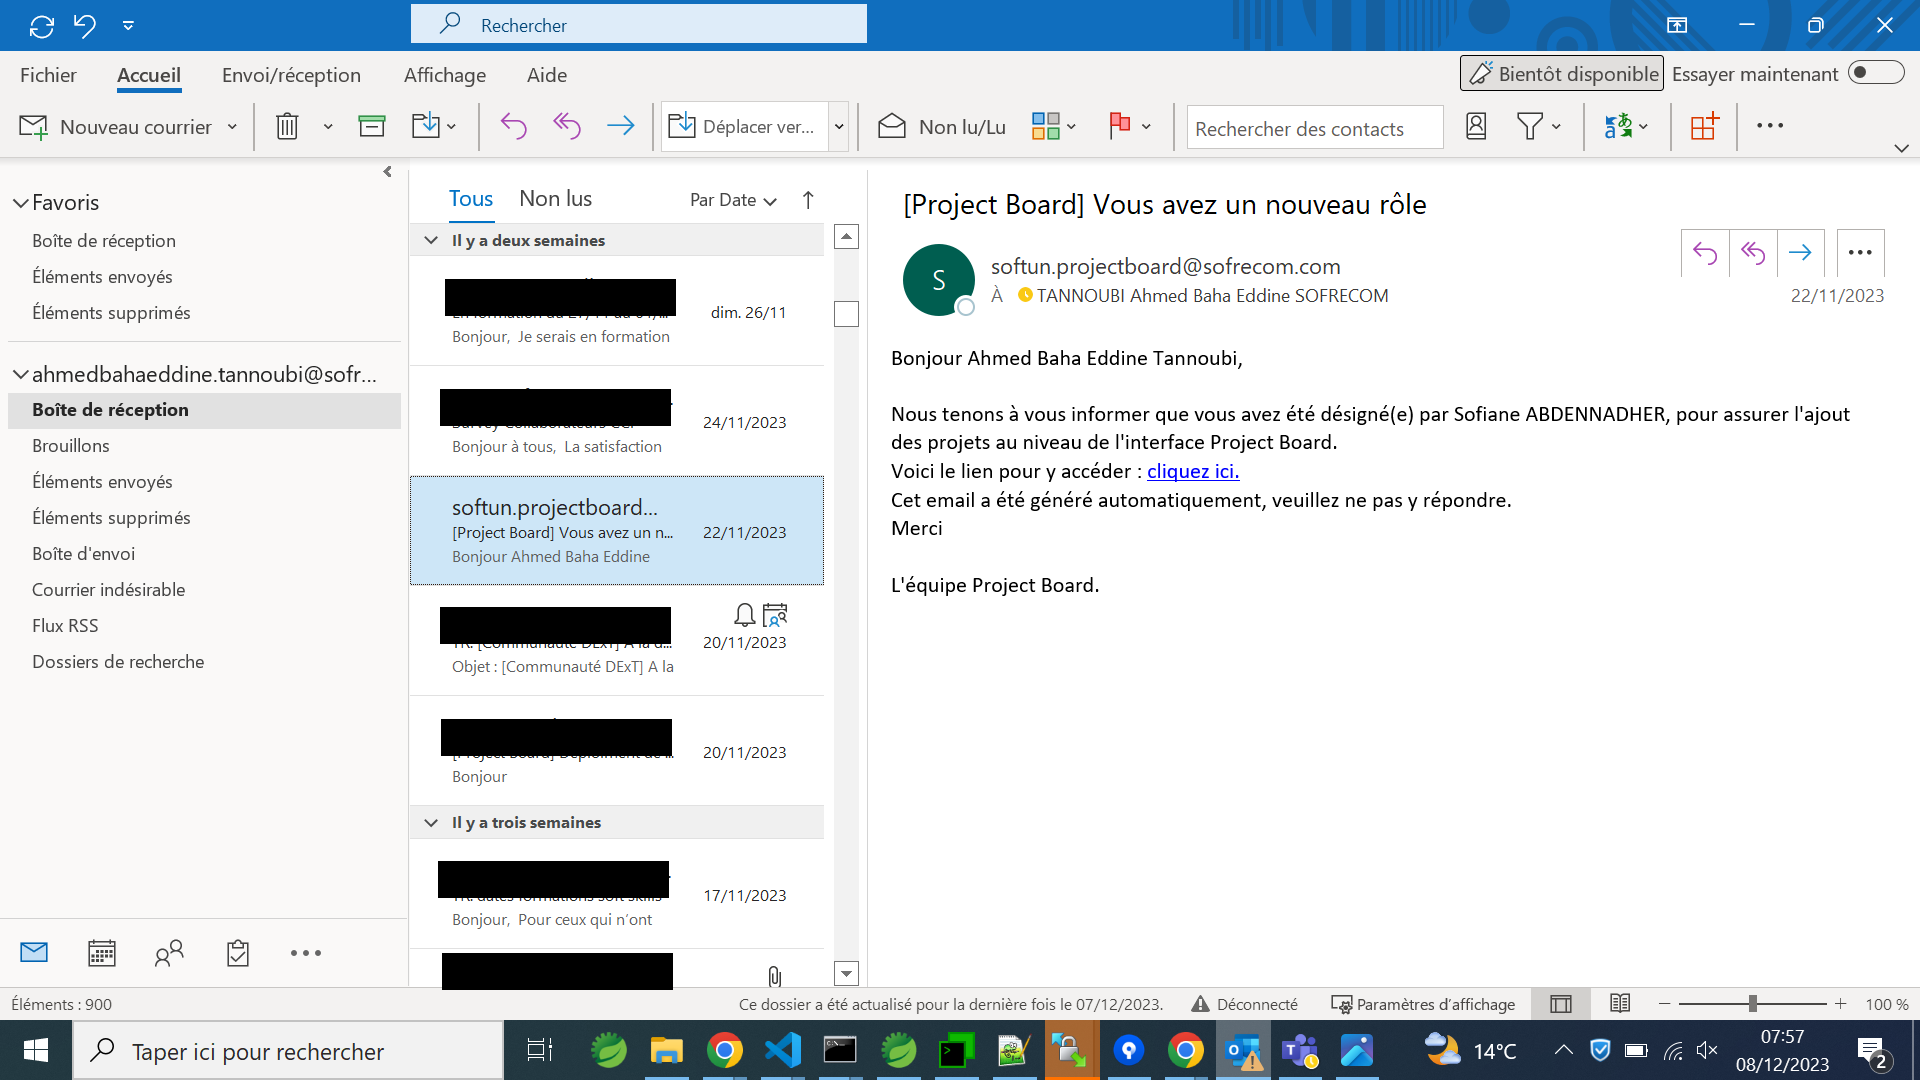 Rechercher
Fichier Accueil Envoi/réception Affichage Aide
Bientôt disponible Essayer maintenant
Nouveau courrier
Déplacer ver...
Non lu/Lu
Rechercher des contacts
Favoris
Boîte de réception
Éléments envoyés
Éléments supprimés
ahmedbahaeddine.tannoubi@sofr...
Boîte de réception
Brouillons
Éléments envoyés
Éléments supprimés
Boîte d'envoi
Courrier indésirable
Flux RSS
Dossiers de recherche
Tous Non lus Par Date
Il y a deux semaines
dim. 26/11
Bonjour, Je serais en formation
24/11/2023
Bonjour à tous, La satisfaction
softun.projectboard...
[Project Board] Vous avez un n... 22/11/2023
Bonjour Ahmed Baha Eddine
20/11/2023
Objet : [Communauté DExT] A la
20/11/2023
Bonjour
Il y a trois semaines
17/11/2023
Bonjour, Pour ceux qui n'ont
[Project Board] Vous avez un nouveau rôle
S
softun.projectboard@sofrecom.com
À TANNOUBI Ahmed Baha Eddine SOFRECOM
22/11/2023
Bonjour Ahmed Baha Eddine Tannoubi,
Nous tenons à vous informer que vous avez été désigné(e) par Sofiane ABDENNADHER, pour assurer l'ajout
des projets au niveau de l'interface Project Board.
Voici le lien pour y accéder : cliquez ici.
Cet email a été généré automatiquement, veuillez ne pas y répondre.
Merci
L'équipe Project Board.
Éléments : 900
Ce dossier a été actualisé pour la dernière fois le 07/12/2023.
Déconnecté
Paramètres d'affichage
100 %
Taper ici pour rechercher
14°C
07:57
08/12/2023
2